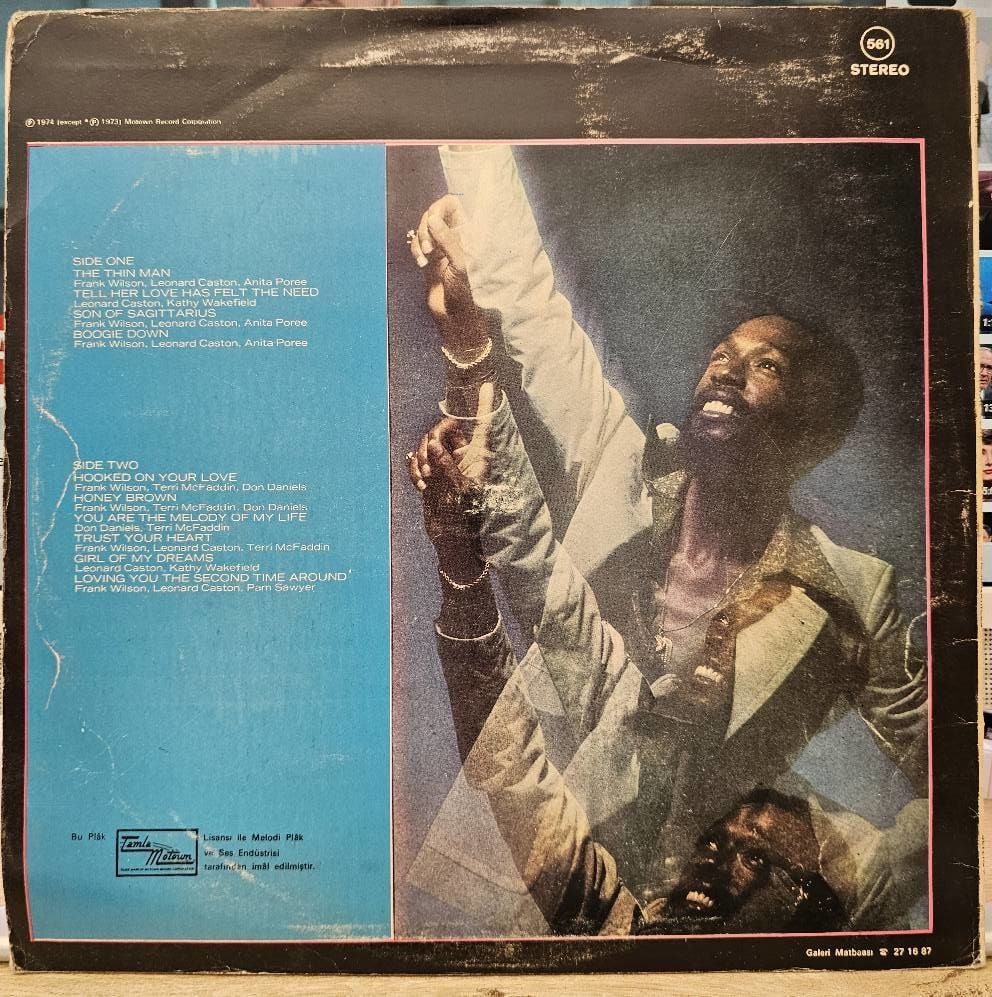 561
STEREO
Ⓟ 1974 (except * Ⓟ 1973) Motown Record Corporation
SIDE ONE
THE THIN MAN
Frank Wilson, Leonard Caston, Anita Poree
TELL HER LOVE HAS FELT THE NEED
Leonard Caston, Kathy Wakefield
SON OF SAGITTARIUS
Frank Wilson, Leonard Caston, Anita Poree
BOOGIE DOWN
Frank Wilson, Leonard Caston, Anita Poree
SIDE TWO
HOOKED ON YOUR LOVE
Frank Wilson, Terri McFaddin, Don Daniels
HONEY BROWN
Frank Wilson, Terri McFaddin, Don Daniels
YOU ARE THE MELODY OF MY LIFE
Don Daniels, Terri McFaddin
TRUST YOUR HEART
Frank Wilson, Leonard Caston, Terri McFaddin
GIRL OF MY DREAMS
Leonard Caston, Kathy Wakefield
LOVING YOU THE SECOND TIME AROUND*
Frank Wilson, Leonard Caston, Pam Sawyer
Bu Plâk Tamla Motown Lisansı ile Melodi Plâk
ve Ses Endüstrisi
tarafından imâl edilmiştir.
Galeri Matbaası ☎ 27 16 87